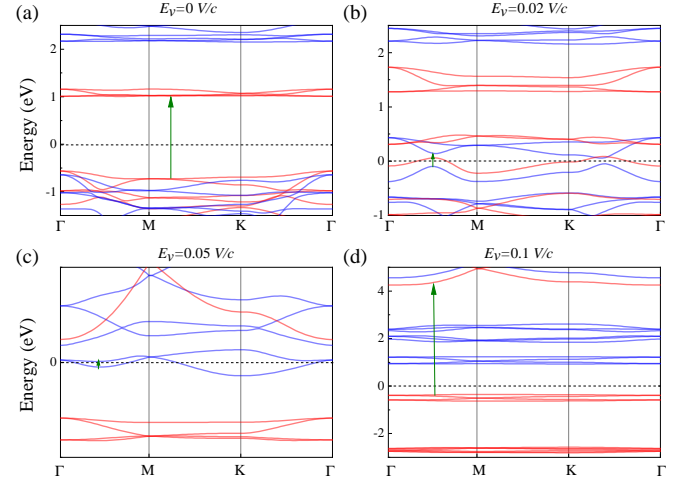 (a)
E_v=0 V/c
Energy (eV)
2
1
0
-1
Γ
M
K
Γ
(b)
E_v=0.02 V/c
2
1
0
-1
Γ
M
K
Γ
(c)
E_v=0.05 V/c
Energy (eV)
0
Γ
M
K
Γ
(d)
E_v=0.1 V/c
4
2
0
-2
Γ
M
K
Γ